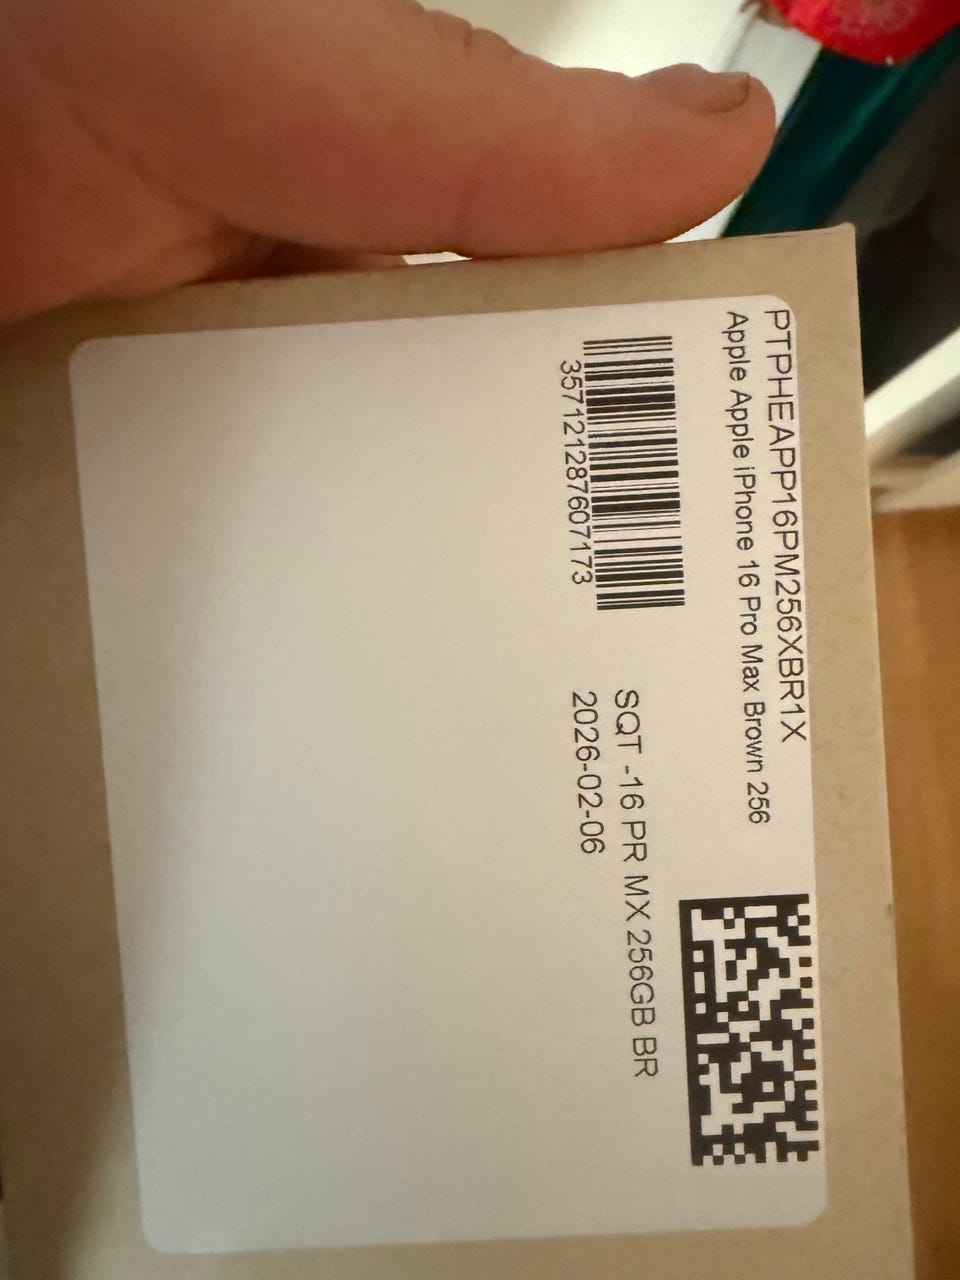 PTPHEAPP16PM256XBR1X
Apple Apple iPhone 16 Pro Max Brown 256
357121287607173
SQT -16 PR MX 256GB BR
2026-02-06